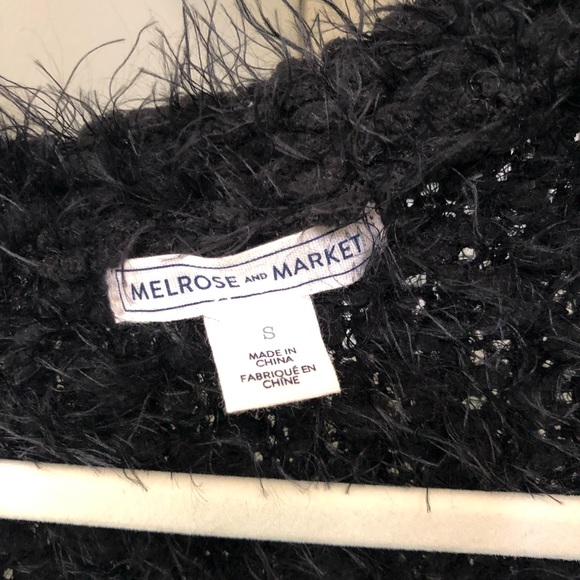 MELROSE AND MARKET
S
MADE IN
CHINA
FABRIQUÉ EN
CHINE